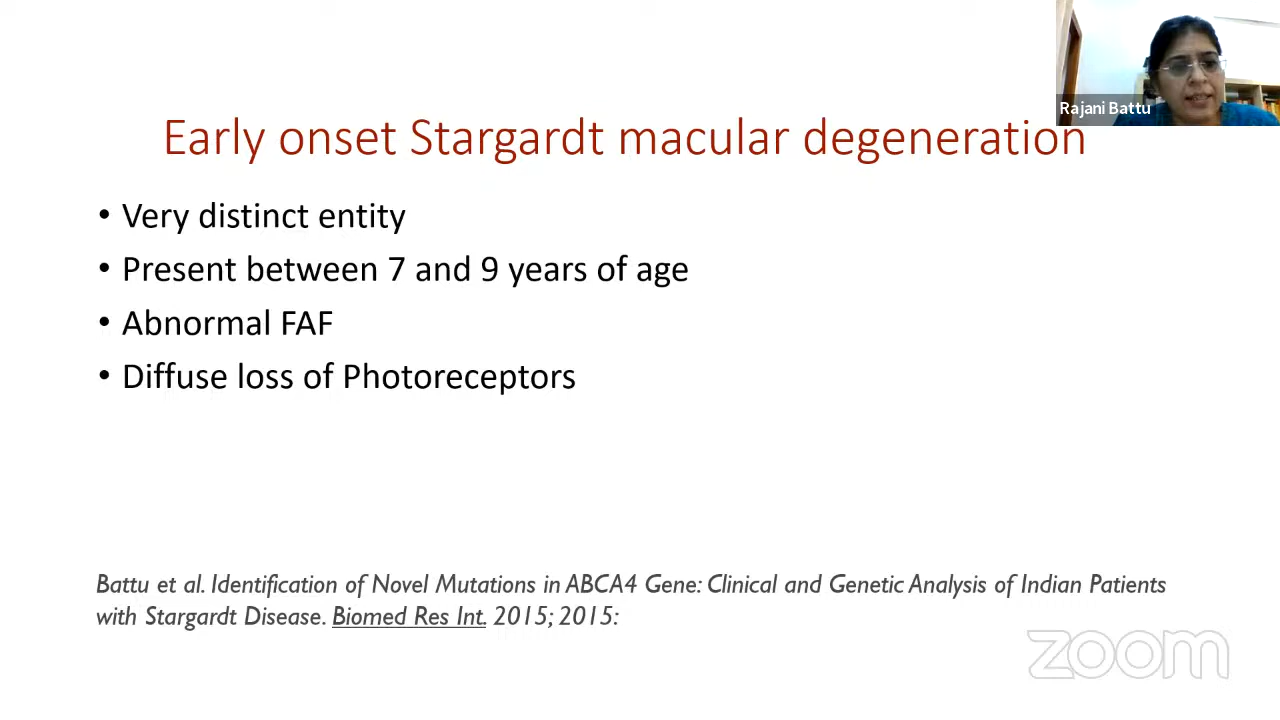 Rajani Battu
Early onset Stargardt macular degeneration
• Very distinct entity
• Present between 7 and 9 years of age
• Abnormal FAF
• Diffuse loss of Photoreceptors
Battu et al. Identification of Novel Mutations in ABCA4 Gene: Clinical and Genetic Analysis of Indian Patients
with Stargardt Disease. Biomed Res Int. 2015; 2015:
zoom